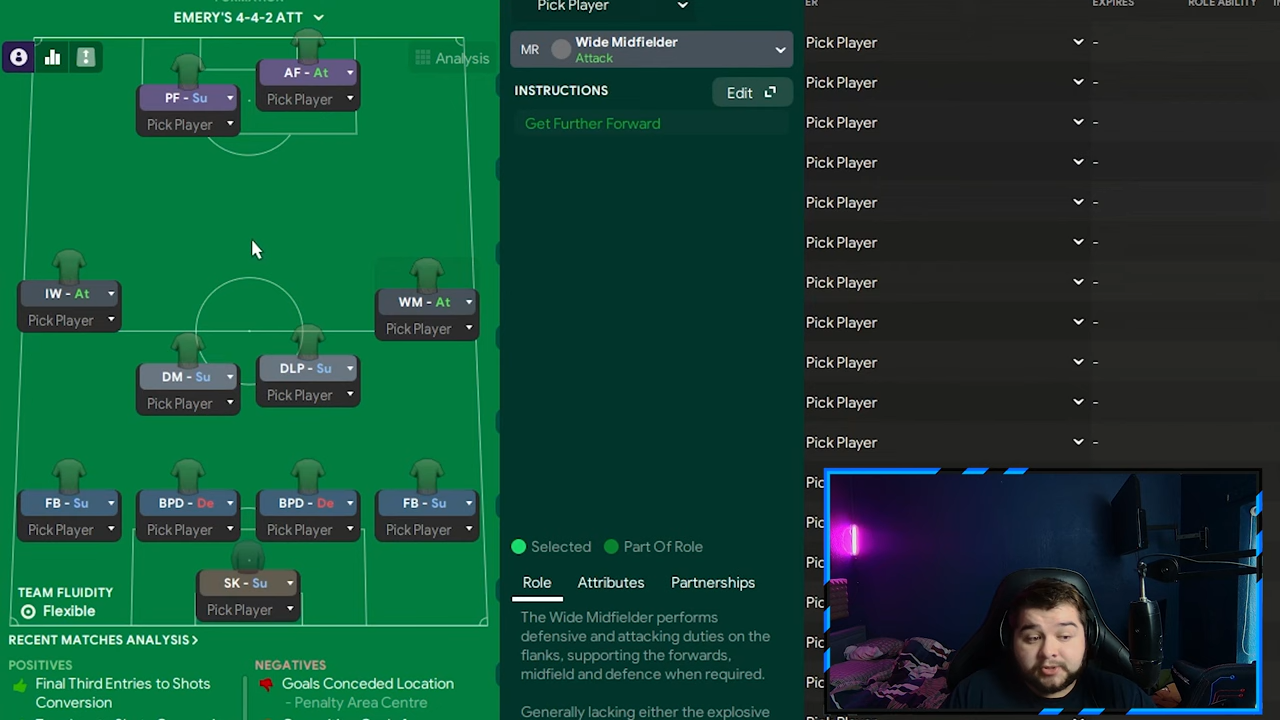 EMERY'S 4-4-2 ATT
Analysis
AF - At
Pick Player
PF - Su
Pick Player
IW - At
Pick Player
WM - At
Pick Player
DM - Su
Pick Player
DLP - Su
Pick Player
FB - Su
Pick Player
BPD - De
Pick Player
BPD - De
Pick Player
FB - Su
Pick Player
SK - Su
Pick Player
TEAM FLUIDITY
Flexible
RECENT MATCHES ANALYSIS >
POSITIVES
Final Third Entries to Shots
Conversion
NEGATIVES
Goals Conceded Location
- Penalty Area Centre
Pick Player
MR Wide Midfielder
Attack
INSTRUCTIONS
Edit
Get Further Forward
Selected
Part Of Role
Role Attributes Partnerships
The Wide Midfielder performs
defensive and attacking duties on the
flanks, supporting the forwards,
midfield and defence when required.
Generally lacking either the explosive
EXPIRES ROLE ABILITY
Pick Player -
Pick Player -
Pick Player -
Pick Player -
Pick Player -
Pick Player -
Pick Player -
Pick Player -
Pick Player -
Pick Player -
Pick Player -